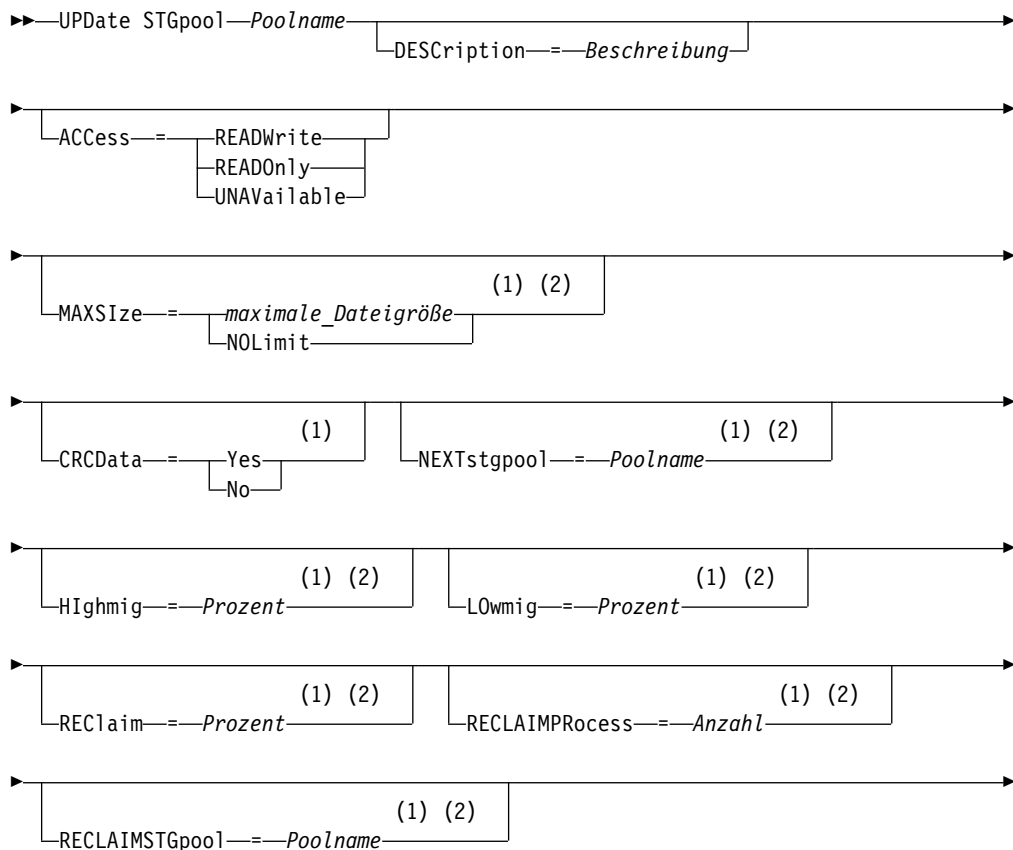 UPDate STGpool Poolname
DESCription = Beschreibung
ACCess = READWrite
READOnly
UNAVailable
(1) (2)
MAXSIze = maximale_Dateigröße
NOLimit
(1) (1) (2)
CRCData = Yes NEXTstgpool = Poolname
No
(1) (2) (1) (2)
HIghmig = Prozent LOwmig = Prozent
(1) (2) (1) (2)
REClaim = Prozent RECLAIMPRocess = Anzahl
(1) (2)
RECLAIMSTGpool = Poolname